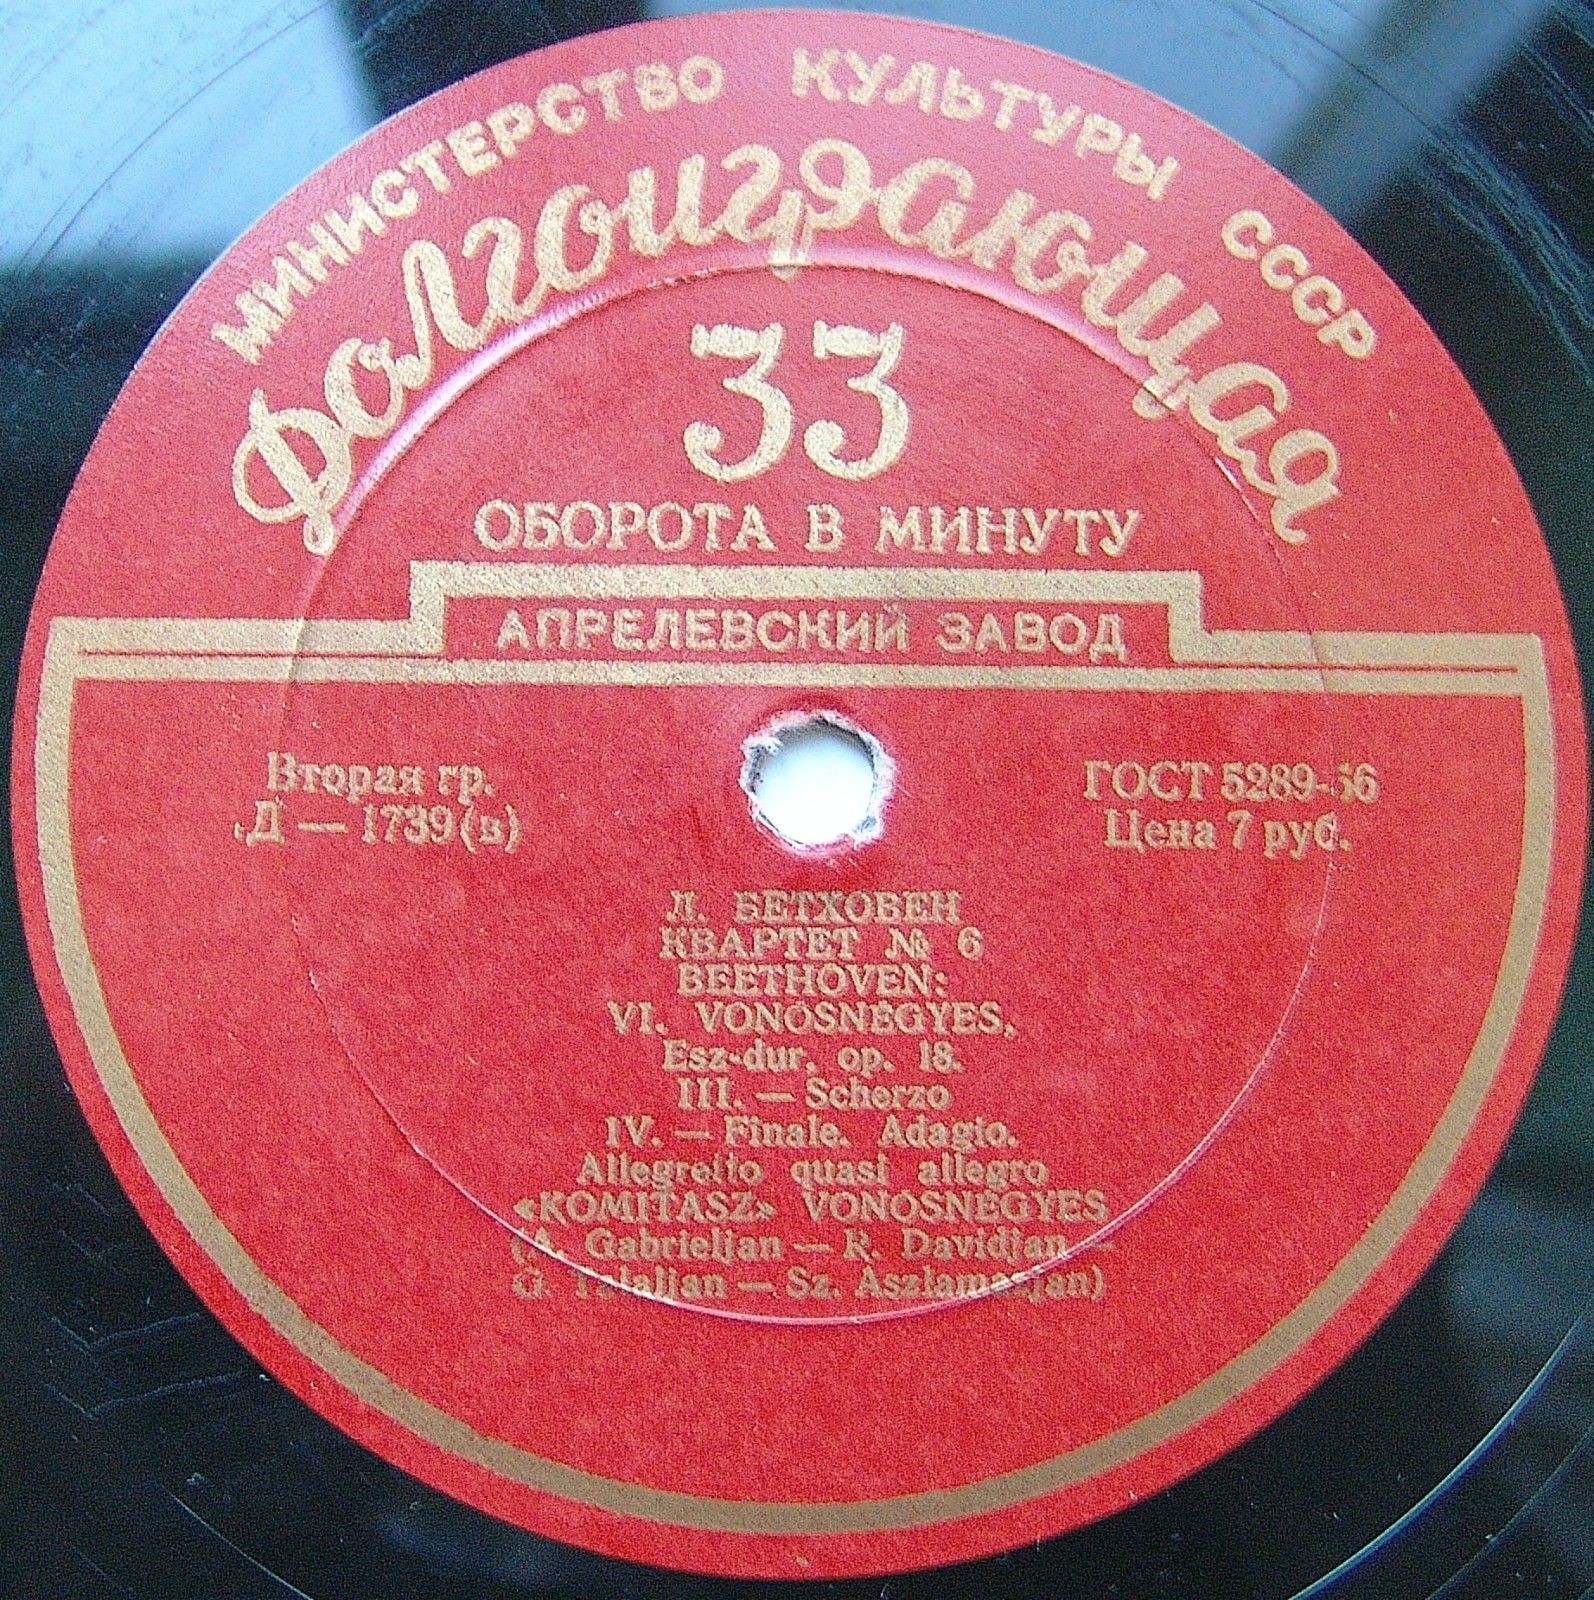 МИНИСТЕРСТВО КУЛЬТУРЫ СССР
Долгоиграющая
33
ОБОРОТА В МИНУТУ
АПРЕЛЕВСКИЙ ЗАВОД
Вторая гр.
Д — 1739 (в)
ГОСТ 5289-56
Цена 7 руб.
Л. БЕТХОВЕН
КВАРТЕТ № 6
BEETHOVEN:
VI. VONÓSNÉGYES,
Esz-dur, op. 18.
III. — Scherzo
IV. — Finale. Adagio.
Allegretto quasi allegro
«KOMITASZ» VONÓSNÉGYES
(A. Gabrieljan — R. Davidjan —
G. Talaljan — Sz. Aszlamazjan)